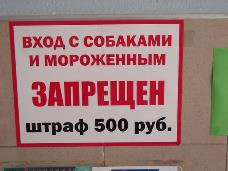 ВХОД С СОБАКАМИ
И МОРОЖЕННЫМ
ЗАПРЕЩЕН
штраф 500 руб.